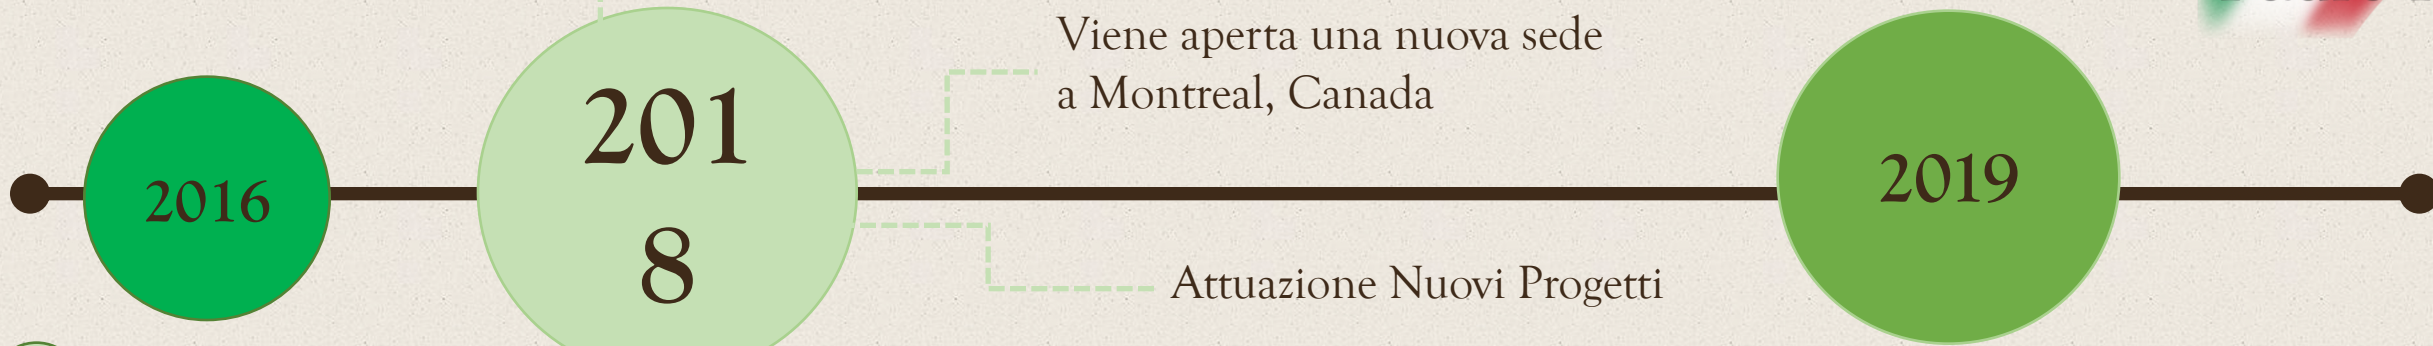 2016
201
8
Viene aperta una nuova sede
a Montreal, Canada
Attuazione Nuovi Progetti
2019